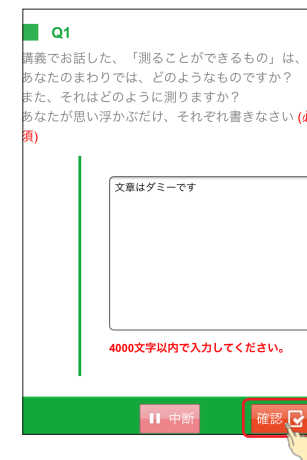 Q1
講義でお話した、「測ることができるもの」は、
あなたのまわりでは、どのようなものですか？
また、それはどのように測りますか？
あなたが思い浮かぶだけ、それぞれ書きなさい (必
須)
文章はダミーです
4000文字以内で入力してください。
中断
確認